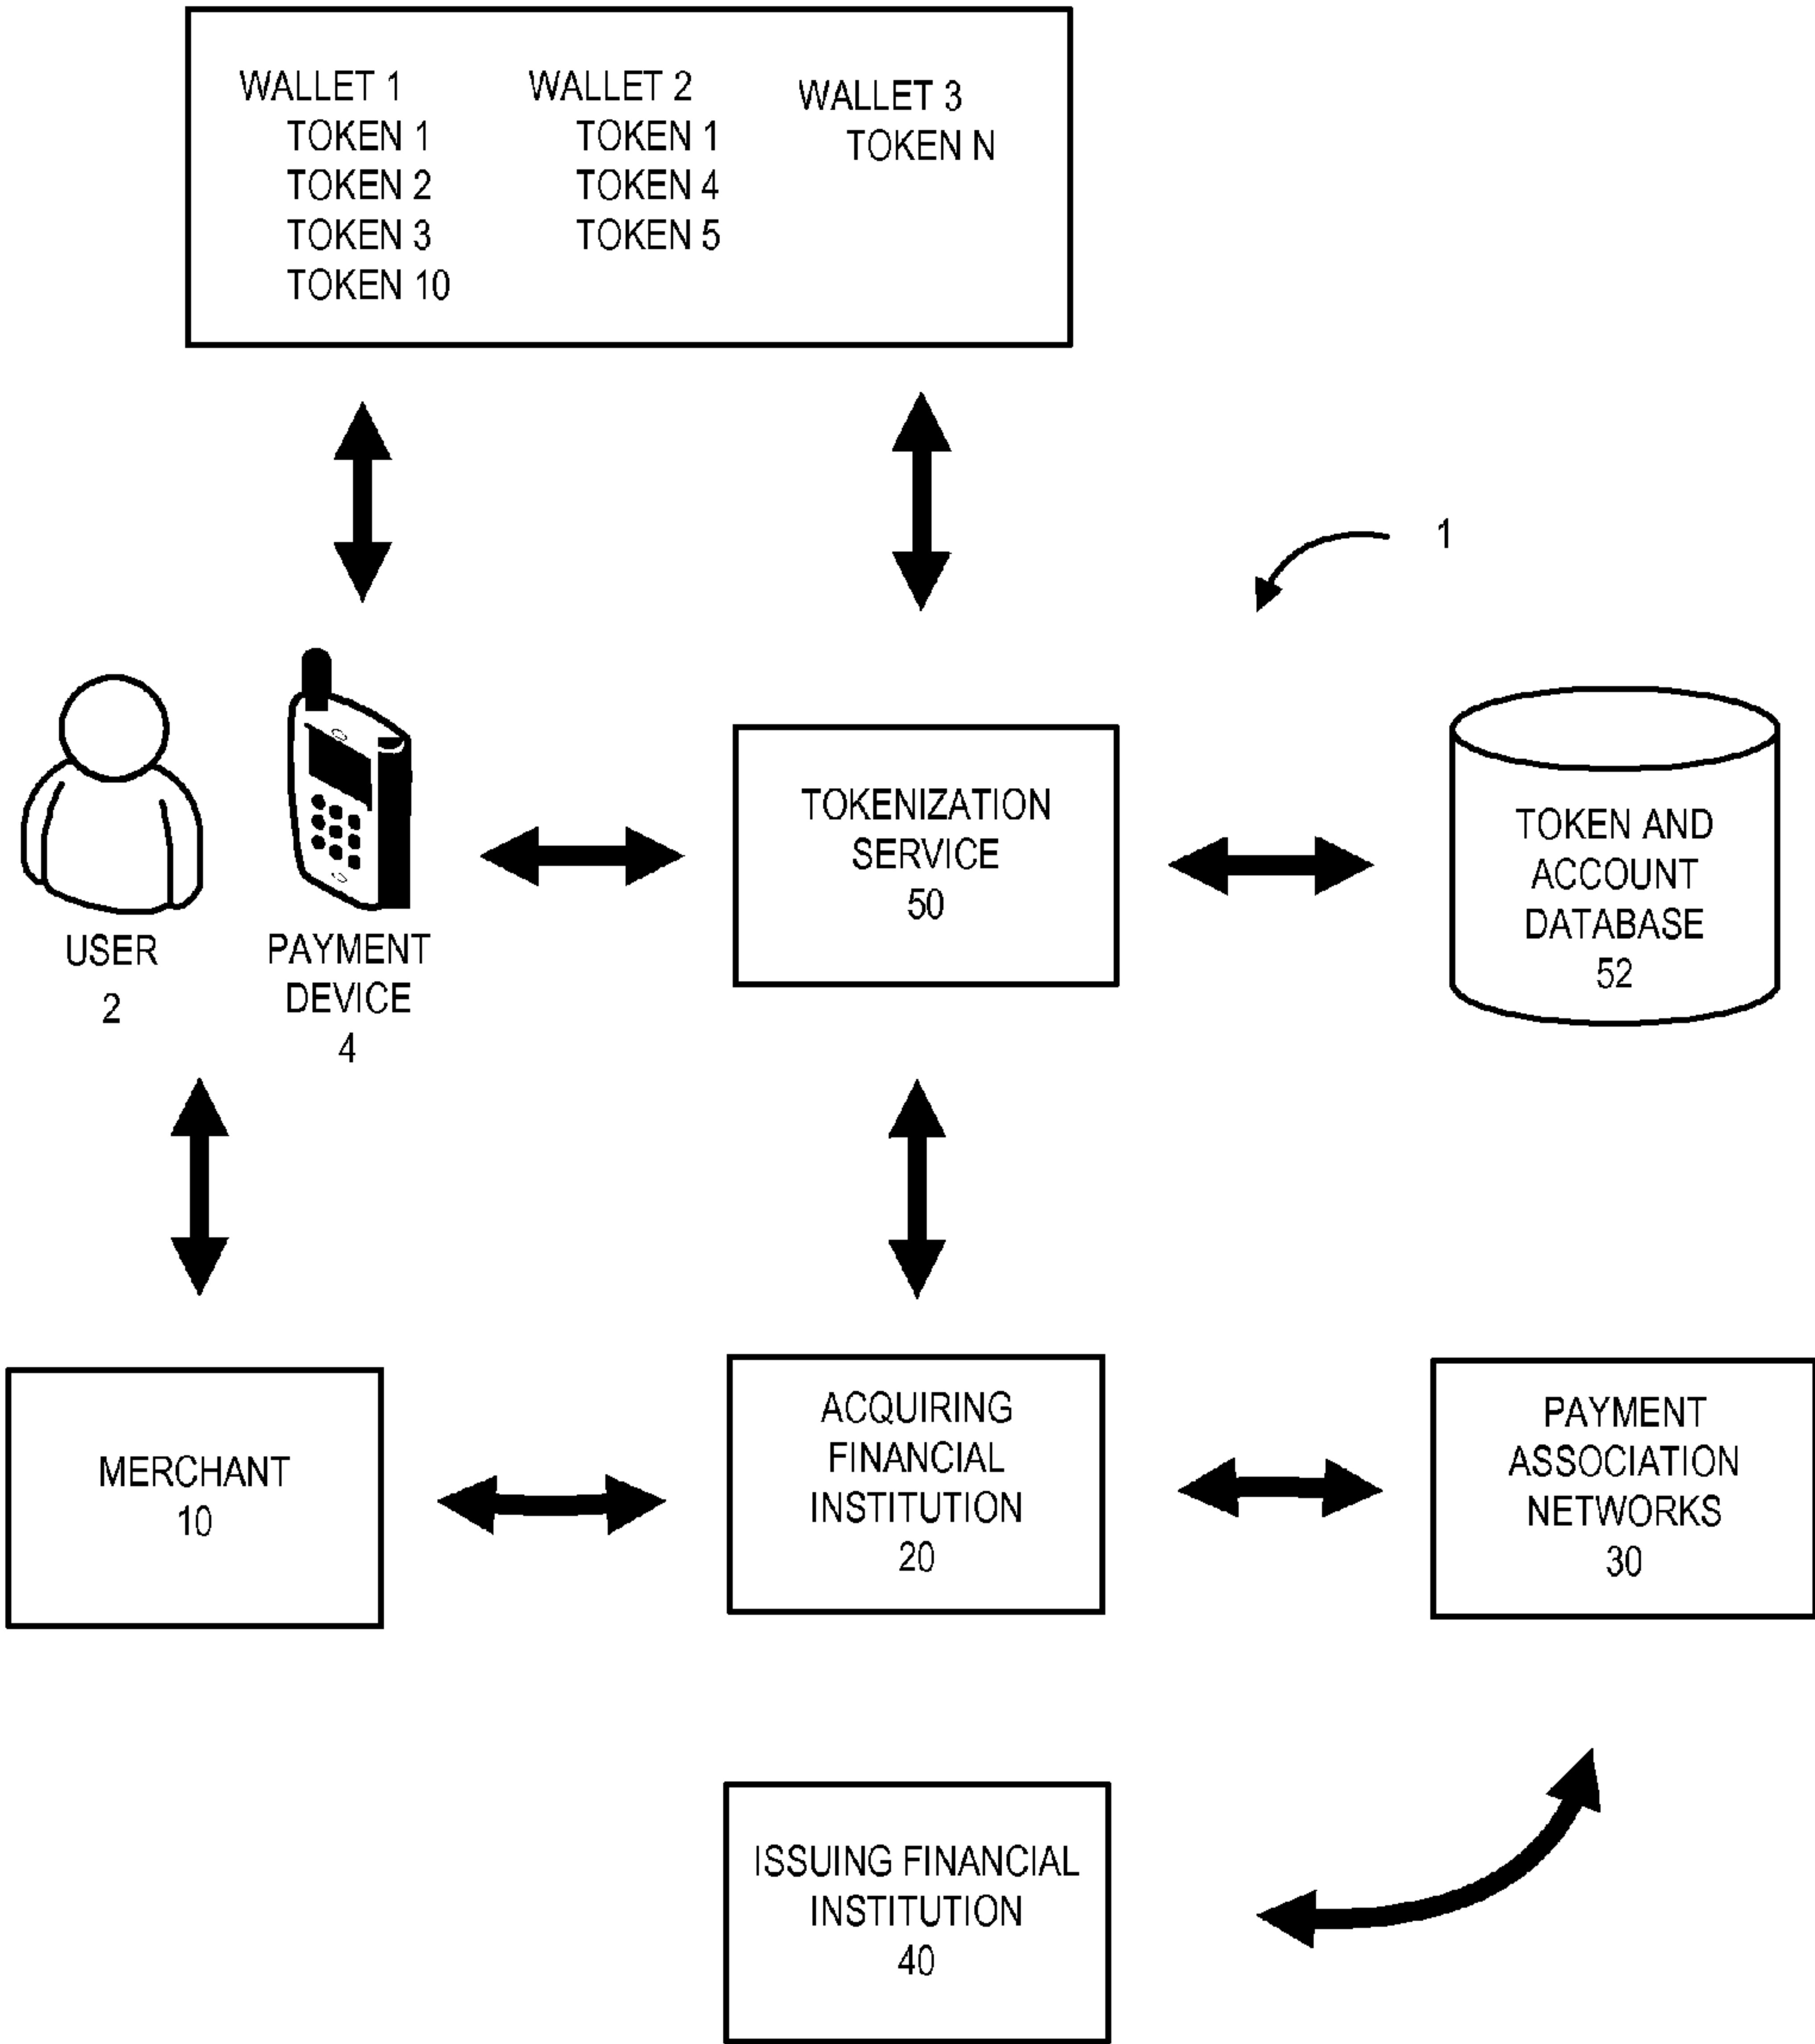 WALLET 1
TOKEN 1
TOKEN 2
TOKEN 3
TOKEN 10
WALLET 2
TOKEN 1
TOKEN 4
TOKEN 5
WALLET 3
TOKEN N
1
USER
2
PAYMENT
DEVICE
4
TOKENIZATION
SERVICE
50
TOKEN AND
ACCOUNT
DATABASE
52
MERCHANT
10
ACQUIRING
FINANCIAL
INSTITUTION
20
PAYMENT
ASSOCIATION
NETWORKS
30
ISSUING FINANCIAL
INSTITUTION
40